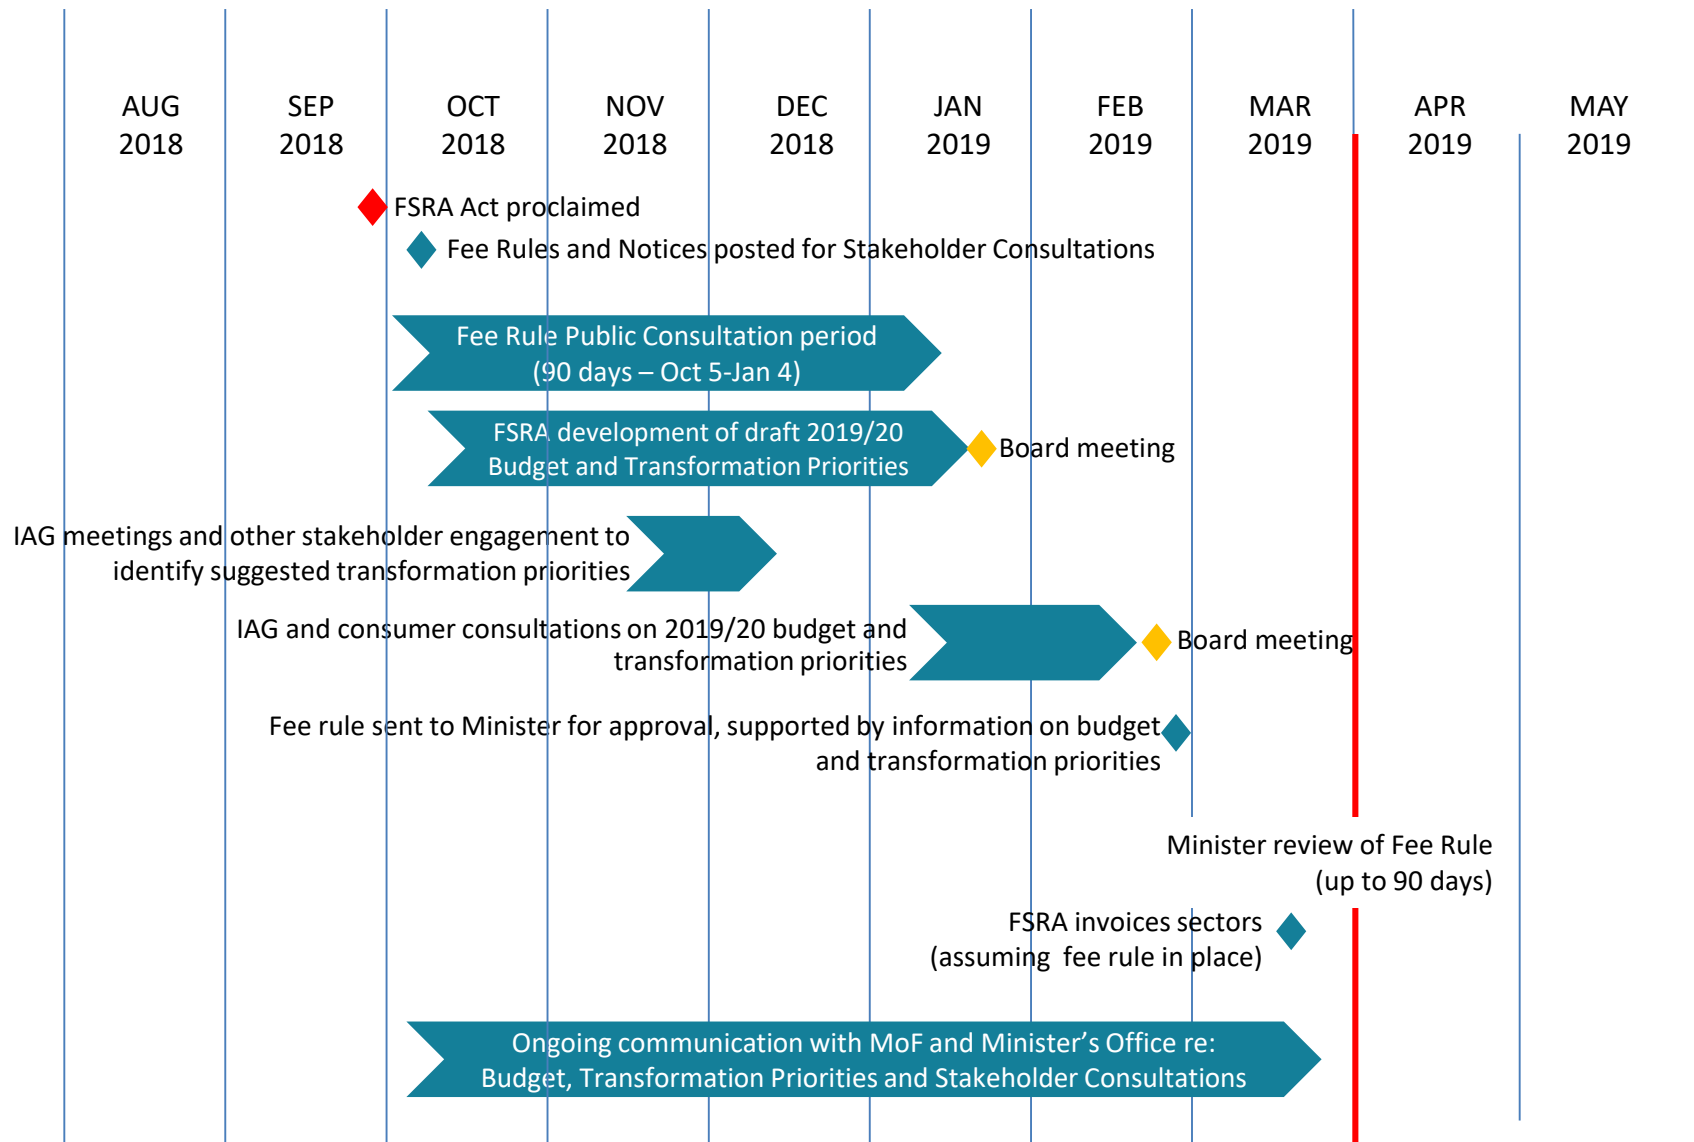 AUG
2018
SEP
2018
OCT
2018
NOV
2018
DEC
2018
JAN
2019
FEB
2019
MAR
2019
APR
2019
MAY
2019
FSRA Act proclaimed
Fee Rules and Notices posted for Stakeholder Consultations
Fee Rule Public Consultation period
(90 days – Oct 5-Jan 4)
FSRA development of draft 2019/20
Budget and Transformation Priorities
Board meeting
IAG meetings and other stakeholder engagement to
identify suggested transformation priorities
IAG and consumer consultations on 2019/20 budget and
transformation priorities
Board meeting
Fee rule sent to Minister for approval, supported by information on budget
and transformation priorities
Minister review of Fee Rule
(up to 90 days)
FSRA invoices sectors
(assuming  fee rule in place)
Ongoing communication with MoF and Minister’s Office re:
Budget, Transformation Priorities and Stakeholder Consultations